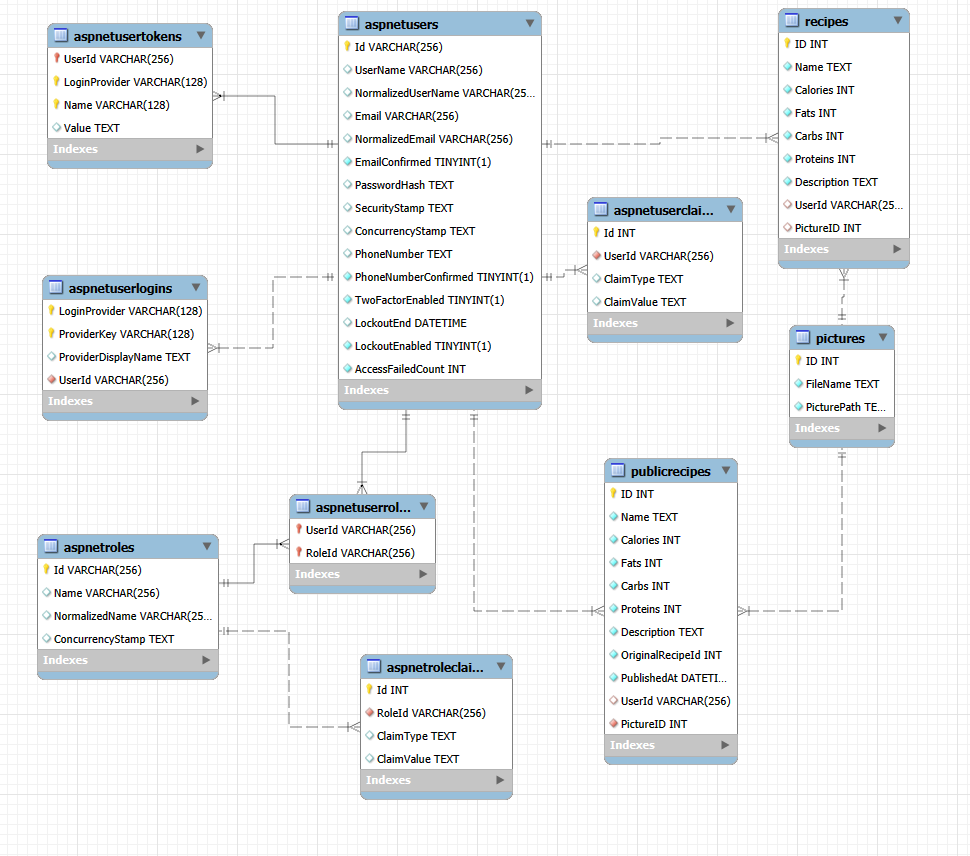 aspnetusertokens
UserId VARCHAR(256)
LoginProvider VARCHAR(128)
Name VARCHAR(128)
Value TEXT
Indexes
aspnetusers
Id VARCHAR(256)
UserName VARCHAR(256)
NormalizedUserName VARCHAR(25...
Email VARCHAR(256)
NormalizedEmail VARCHAR(256)
EmailConfirmed TINYINT(1)
PasswordHash TEXT
SecurityStamp TEXT
ConcurrencyStamp TEXT
PhoneNumber TEXT
PhoneNumberConfirmed TINYINT(1)
TwoFactorEnabled TINYINT(1)
LockoutEnd DATETIME
LockoutEnabled TINYINT(1)
AccessFailedCount INT
Indexes
recipes
ID INT
Name TEXT
Calories INT
Fats INT
Carbs INT
Proteins INT
Description TEXT
UserId VARCHAR(25...
PictureID INT
Indexes
aspnetuserclai...
Id INT
UserId VARCHAR(256)
ClaimType TEXT
ClaimValue TEXT
Indexes
aspnetuserlogins
LoginProvider VARCHAR(128)
ProviderKey VARCHAR(128)
ProviderDisplayName TEXT
UserId VARCHAR(256)
Indexes
pictures
ID INT
FileName TEXT
PicturePath TE...
Indexes
publicrecipes
ID INT
Name TEXT
Calories INT
Fats INT
Carbs INT
Proteins INT
Description TEXT
OriginalRecipeId INT
PublishedAt DATETI...
UserId VARCHAR(256)
PictureID INT
Indexes
aspnetuserrol...
UserId VARCHAR(256)
RoleId VARCHAR(256)
Indexes
aspnetroles
Id VARCHAR(256)
Name VARCHAR(256)
NormalizedName VARCHAR(25...
ConcurrencyStamp TEXT
Indexes
aspnetroleclai...
Id INT
RoleId VARCHAR(256)
ClaimType TEXT
ClaimValue TEXT
Indexes